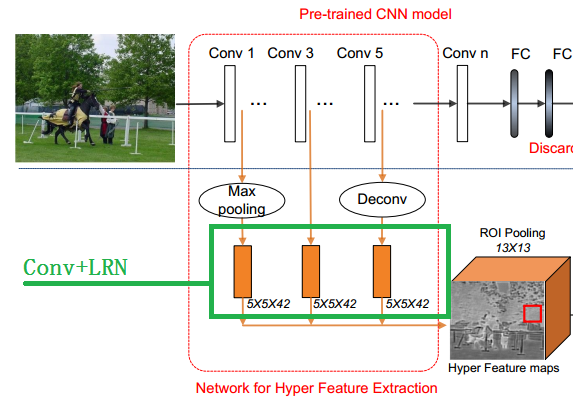 Pre-trained CNN model
Conv 1 Conv 3 Conv 5 Conv n FC FC
... ... ...
Discard
Max
pooling
Deconv
ROI Pooling
13X13
Conv+LRN
5X5X42 5X5X42 5X5X42
Hyper Feature maps
Network for Hyper Feature Extraction